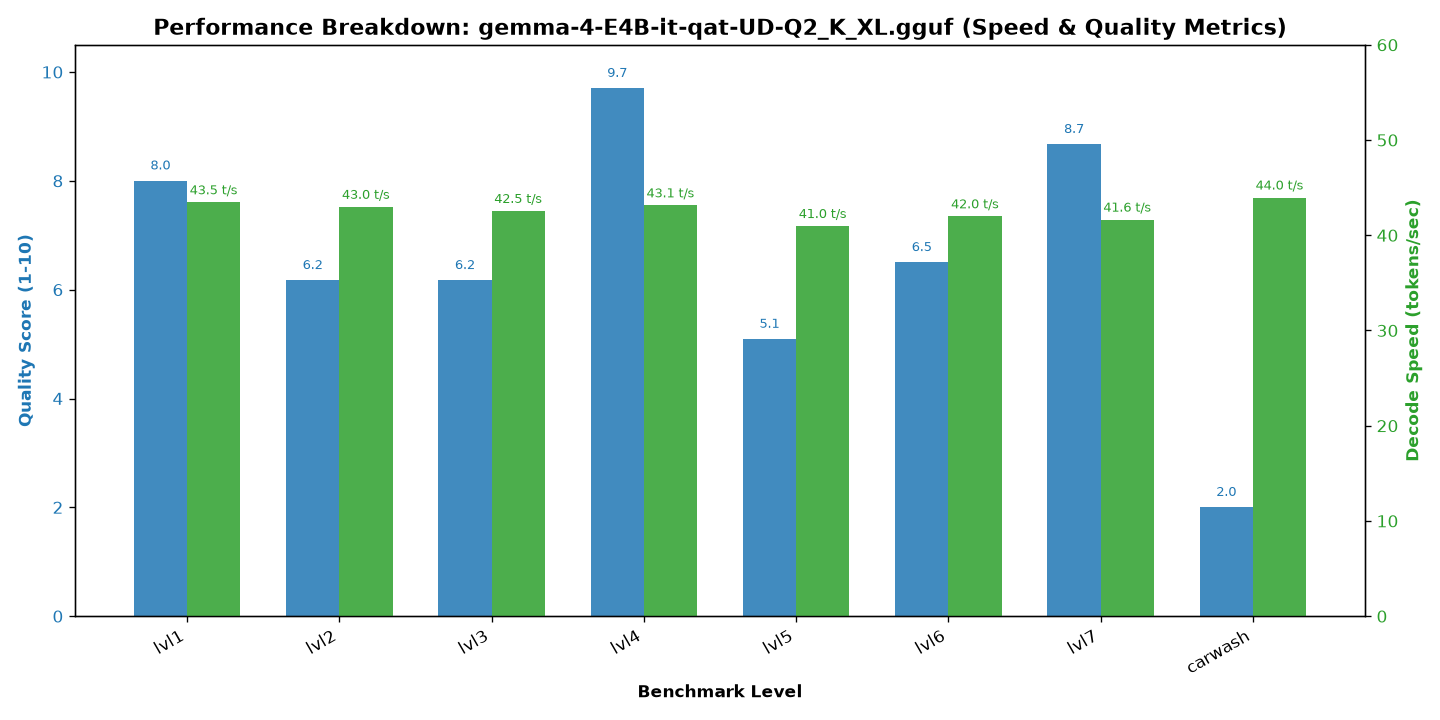 Performance Breakdown: gemma-4-E4B-it-qat-UD-Q2_K_XL.gguf (Speed & Quality Metrics)
Quality Score (1-10)
10
8
6
4
2
0
8.0
43.5 t/s
6.2
43.0 t/s
6.2
42.5 t/s
9.7
43.1 t/s
5.1
41.0 t/s
6.5
42.0 t/s
8.7
41.6 t/s
2.0
44.0 t/s
60
50
40
30
20
10
0
Decode Speed (tokens/sec)
lvl1
lvl2
lvl3
lvl4
lvl5
lvl6
lvl7
carwash
Benchmark Level